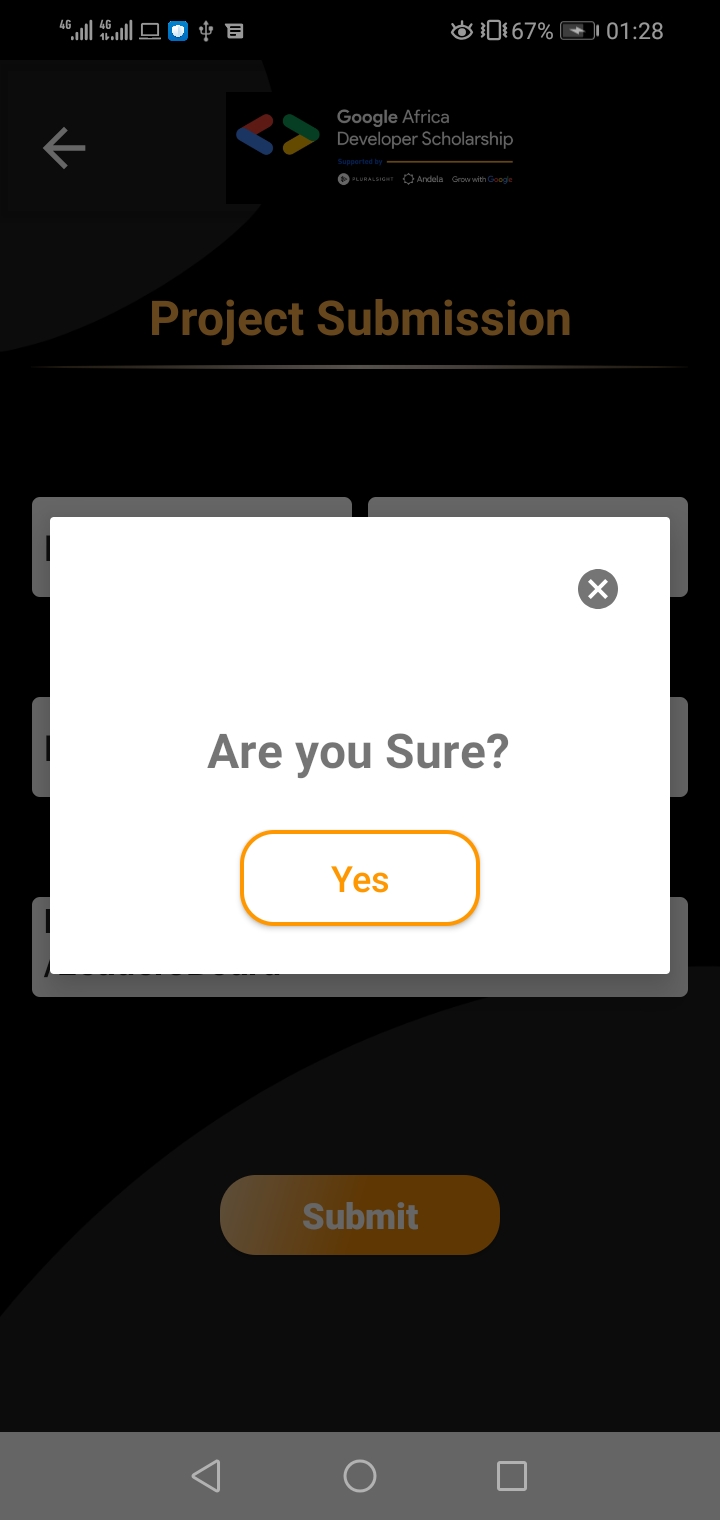 4G 4G 67% 01:28
Google Africa
Developer Scholarship
Supported by
PLURALSIGHT Andela Grow with Google
Project Submission
Are you Sure?
Yes
Submit